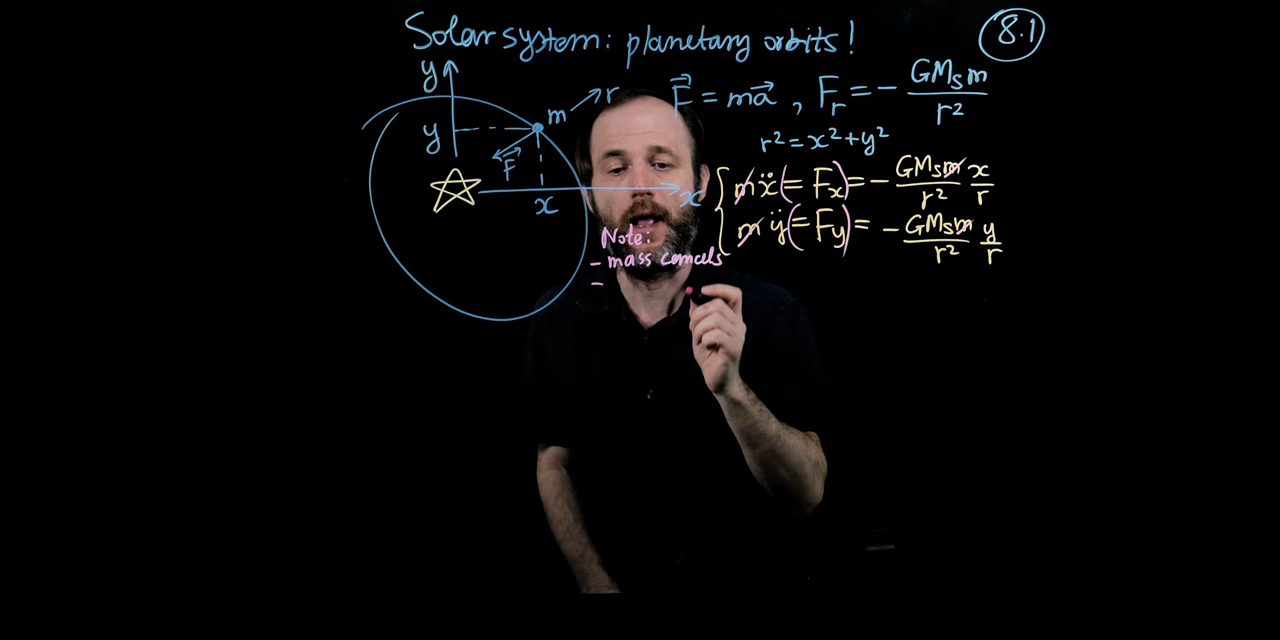 Solar system: planetary orbits!
8.1
y
m
r
F⃗ = ma⃗ , F_r = - GM_S m / r²
y
F⃗
r² = x² + y²
x
x
m ẍ (= F_x) = - GM_S m / r² x / r
m ÿ (= F_y) = - GM_S m / r² y / r
Note:
- mass cancels
-